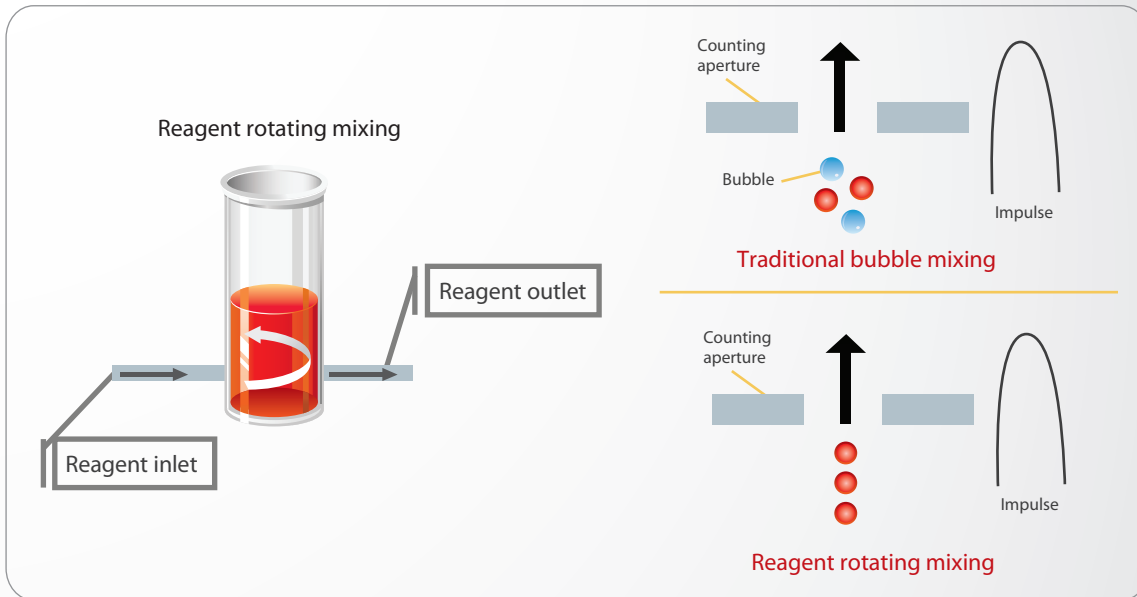 Reagent rotating mixing
Reagent outlet
Reagent inlet
Counting
aperture
Bubble
Impulse
Traditional bubble mixing
Counting
aperture
Impulse
Reagent rotating mixing